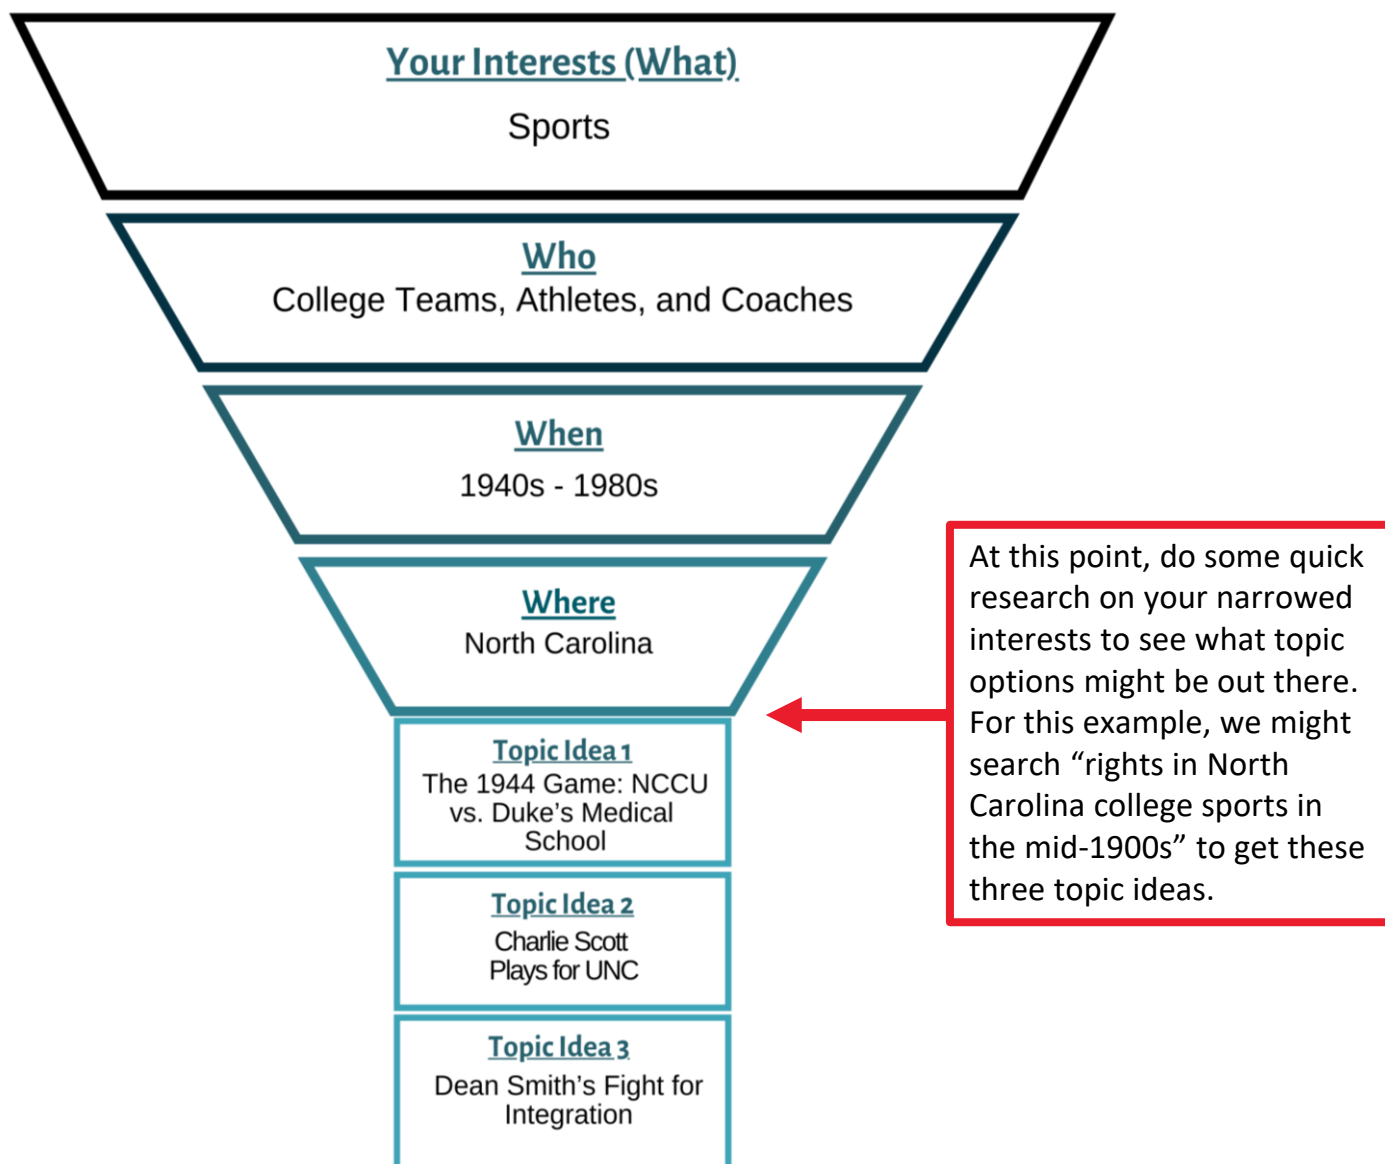 Your Interests (What)
Sports
Who
College Teams, Athletes, and Coaches
When
1940s - 1980s
Where
North Carolina
At this point, do some quick
research on your narrowed
interests to see what topic
options might be out there.
For this example, we might
search “rights in North
Carolina college sports in
the mid-1900s” to get these
three topic ideas.
Topic Idea 1
The 1944 Game: NCCU
vs. Duke’s Medical
School
Topic Idea 2
Charlie Scott
Plays for UNC
Topic Idea 3
Dean Smith’s Fight for
Integration